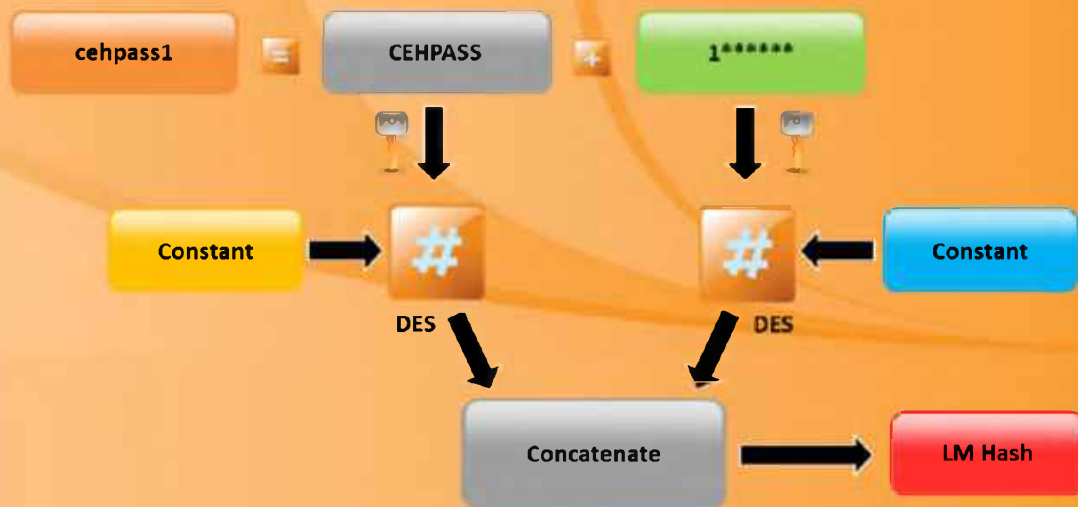 cehpass1 = CEHPASS + 1******
Constant # # Constant
DES DES
Concatenate LM Hash